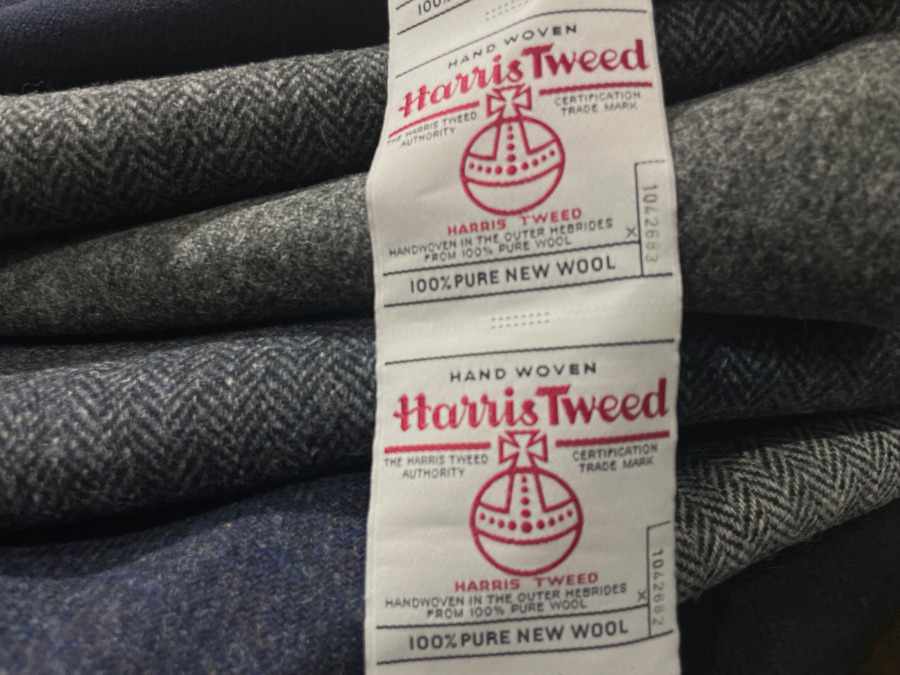 100%
HAND WOVEN
Harris Tweed
THE HARRIS TWEED AUTHORITY
CERTIFICATION TRADE MARK
HARRIS TWEED
HANDWOVEN IN THE OUTER HEBRIDES
FROM 100% PURE WOOL
X
1042683
100% PURE NEW WOOL
HAND WOVEN
Harris Tweed
THE HARRIS TWEED AUTHORITY
CERTIFICATION TRADE MARK
HARRIS TWEED
HANDWOVEN IN THE OUTER HEBRIDES
FROM 100% PURE WOOL
X
1042682
100% PURE NEW WOOL